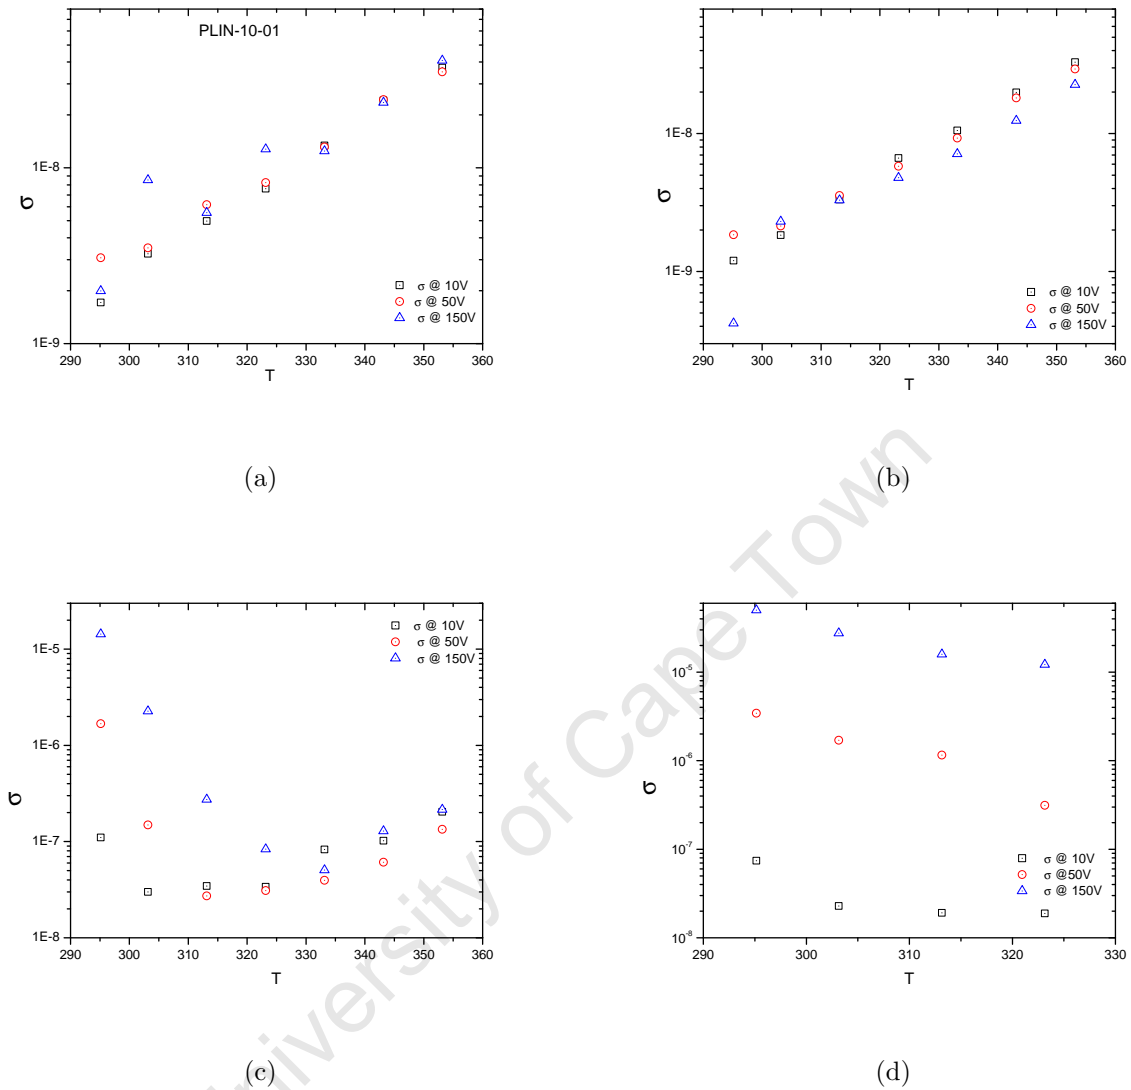 PLIN-10-01
σ
1E-8
1E-9
σ @ 10V
σ @ 50V
σ @ 150V
290 300 310 320 330 340 350 360
T
(a)
σ
1E-8
1E-9
σ @ 10V
σ @ 50V
σ @ 150V
290 300 310 320 330 340 350 360
T
(b)
σ
1E-5
1E-6
1E-7
1E-8
σ @ 10V
σ @ 50V
σ @ 150V
290 300 310 320 330 340 350 360
T
(c)
σ
10⁻⁵
10⁻⁶
10⁻⁷
10⁻⁸
σ @ 10V
σ @50V
σ @ 150V
290 300 310 320 330
T
(d)
University of Cape Town